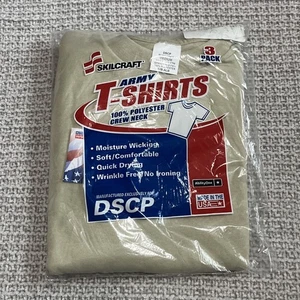 SKILCRAFT
3
PACK
ARMY
T-SHIRTS
100% POLYESTER
CREW NECK
• Moisture Wicking
• Soft/Comfortable
• Quick Drying
• Wrinkle Free/No Ironing
MANUFACTURED EXCLUSIVELY FOR
DSCP
MADE IN THE
USA